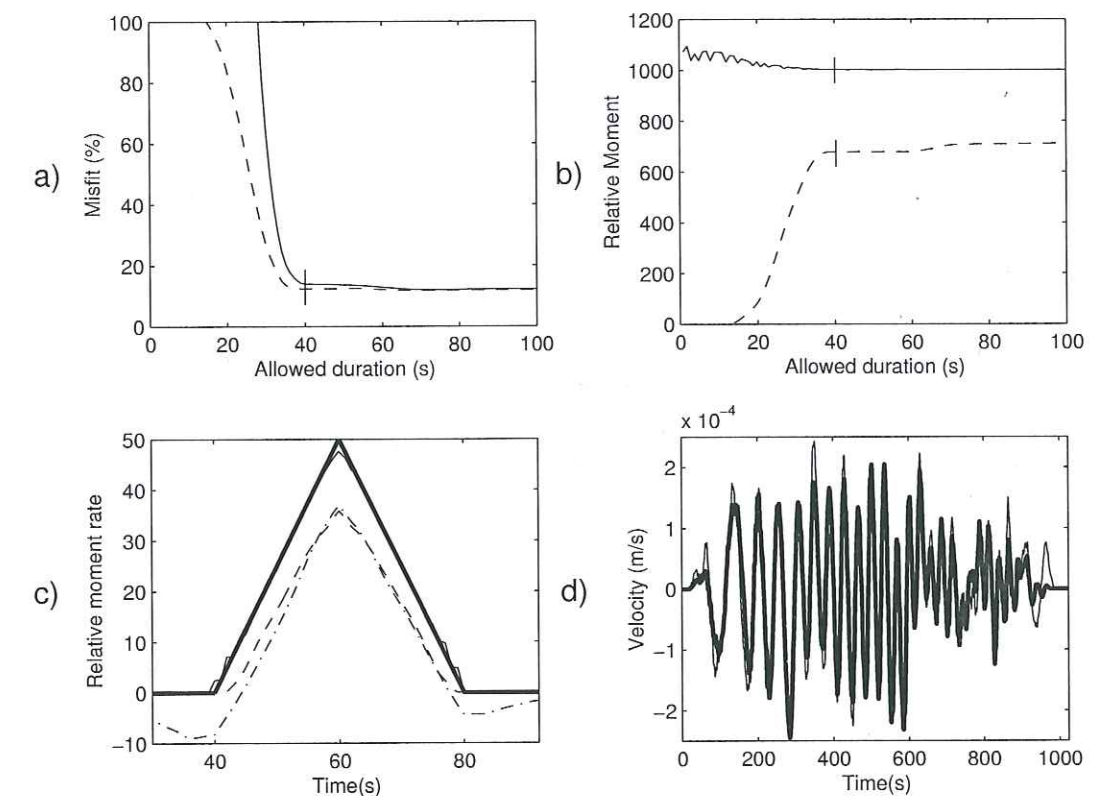 a)
Misfit (%)
100
80
60
40
20
0
0 20 40 60 80 100
Allowed duration (s)
b)
Relative Moment
1200
1000
800
600
400
200
0
0 20 40 60 80 100
Allowed duration (s)
c)
Relative moment rate
50
40
30
20
10
0
−10
40 60 80
Time(s)
d)
Velocity (m/s)
x 10−4
2
1
0
−1
−2
0 200 400 600 800 1000
Time(s)